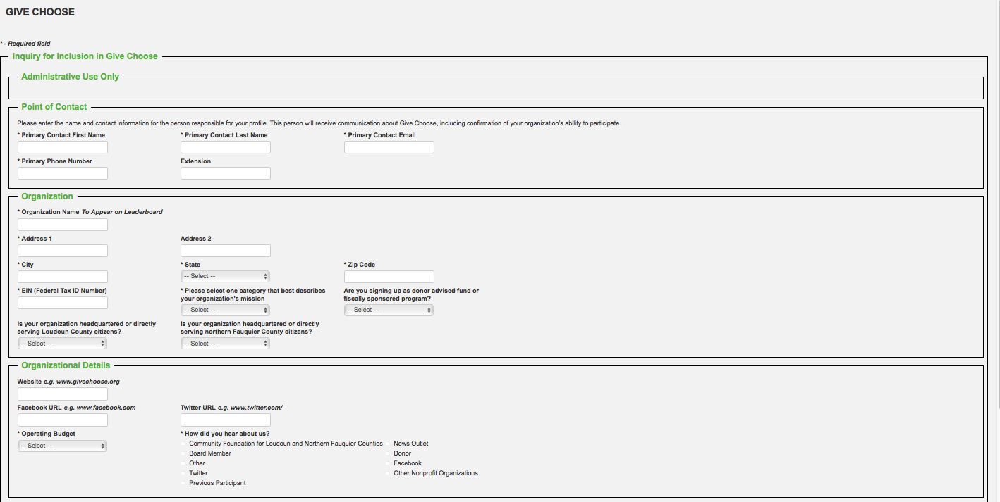 GIVE CHOOSE
* - Required field
Inquiry for Inclusion in Give Choose
Administrative Use Only
Point of Contact
Please enter the name and contact information for the person responsible for your profile. This person will receive communication about Give Choose, including confirmation of your organization's ability to participate.
* Primary Contact First Name
* Primary Contact Last Name
* Primary Contact Email
* Primary Phone Number
Extension
Organization
* Organization Name To Appear on Leaderboard
* Address 1
Address 2
* City
* State
* Zip Code
-- Select --
* EIN (Federal Tax ID Number)
* Please select one category that best describes
your organization's mission
Are you signing up as donor advised fund or
fiscally sponsored program?
-- Select --
-- Select --
Is your organization headquartered or directly
serving Loudoun County citizens?
Is your organization headquartered or directly
serving northern Fauquier County citizens?
-- Select --
-- Select --
Organizational Details
Website e.g. www.givechoose.org
Facebook URL e.g. www.facebook.com
Twitter URL e.g. www.twitter.com/
* Operating Budget
-- Select --
* How did you hear about us?
Community Foundation for Loudoun and Northern Fauquier Counties
News Outlet
Board Member
Donor
Other
Facebook
Twitter
Other Nonprofit Organizations
Previous Participant